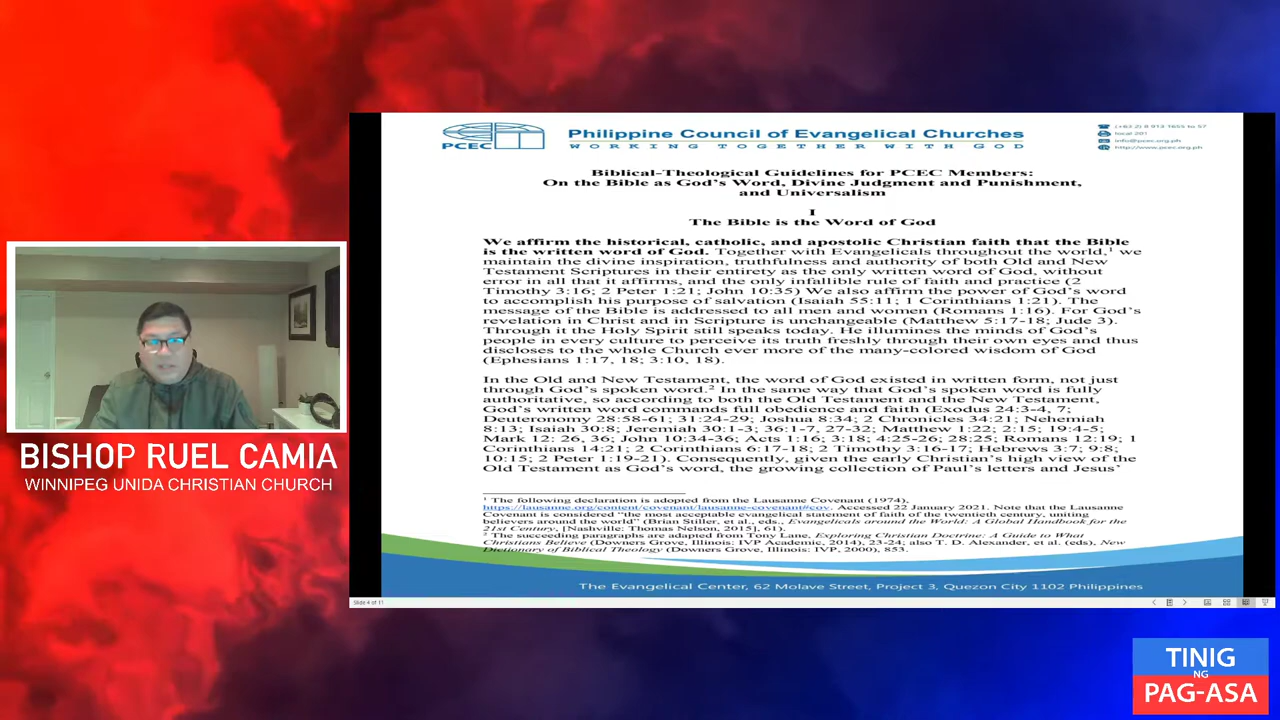 PCEC
Philippine Council of Evangelical Churches
WORKING TOGETHER WITH GOD
(+63 2) 8 913 1655 to 57
local 201
info@pcec.org.ph
http://www.pcec.org.ph
Biblical-Theological Guidelines for PCEC Members:
On the Bible as God's Word, Divine Judgment and Punishment,
and Universalism
I
The Bible is the Word of God
We affirm the historical, catholic, and apostolic Christian faith that the Bible
is the written word of God. Together with Evangelicals throughout the world,¹ we
maintain the divine inspiration, truthfulness and authority of both Old and New
Testament Scriptures in their entirety as the only written word of God, without
error in all that it affirms, and the only infallible rule of faith and practice (2
Timothy 3:16; 2 Peter 1:21; John 10:35) We also affirm the power of God's word
to accomplish his purpose of salvation (Isaiah 55:11; 1 Corinthians 1:21). The
message of the Bible is addressed to all men and women (Romans 1:16). For God's
revelation in Christ and in Scripture is unchangeable (Matthew 5:17-18; Jude 3).
Through it the Holy Spirit still speaks today. He illumines the minds of God's
people in every culture to perceive its truth freshly through their own eyes and thus
discloses to the whole Church ever more of the many-colored wisdom of God
(Ephesians 1:17, 18; 3:10, 18).
In the Old and New Testament, the word of God existed in written form, not just
through God's spoken word.² In the same way that God's spoken word is fully
authoritative, so according to both the Old Testament and the New Testament,
God's written word commands full obedience and faith (Exodus 24:3-4, 7;
Deuteronomy 28:58-61; 31:24-29; Joshua 8:34; 2 Chronicles 34:21; Nehemiah
8:13; Isaiah 30:8; Jeremiah 30:1-3; 36:1-7, 27-32; Matthew 1:22; 2:15; 19:4-5;
Mark 12: 26, 36; John 10:34-36; Acts 1:16; 3:18; 4:25-26; 28:25; Romans 12:19; 1
Corinthians 14:21; 2 Corinthians 6:17-18; 2 Timothy 3:16-17; Hebrews 3:7; 9:8;
10:15; 2 Peter 1:19-21). Consequently, given the early Christian's high view of the
Old Testament as God's word, the growing collection of Paul's letters and Jesus'
¹ The following declaration is adopted from the Lausanne Covenant (1974),
https://lausanne.org/content/covenant/lausanne-covenant#cov. Accessed 22 January 2021. Note that the Lausanne
Covenant is considered "the most acceptable evangelical statement of faith of the twentieth century, uniting
believers around the world" (Brian Stiller, et al., eds., Evangelicals around the World: A Global Handbook for the
21st Century, [Nashville: Thomas Nelson, 2015], 61).
² The succeeding paragraphs are adapted from Tony Lane, Exploring Christian Doctrine: A Guide to What
Christians Believe (Downers Grove, Illinois: IVP Academic, 2014), 23-24; also T. D. Alexander, et al. (eds), New
Dictionary of Biblical Theology (Downers Grove, Illinois: IVP, 2000), 853.
The Evangelical Center, 62 Molave Street, Project 3, Quezon City 1102 Philippines
Slide 4 of 11
BISHOP RUEL CAMIA
WINNIPEG UNIDA CHRISTIAN CHURCH
TINIG
NG
PAG-ASA